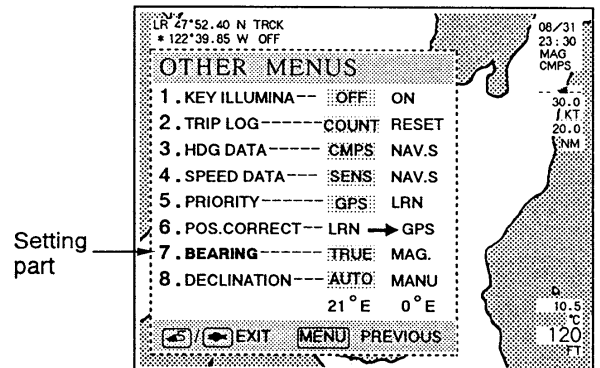 LR 47°52.40 N TRCK
* 122°39.85 W OFF
08/31
23:30
MAG
CMPS
OTHER MENUS
1. KEY ILLUMINA-- OFF ON
2. TRIP LOG------ COUNT RESET
3. HDG DATA---- CMPS NAV.S
4. SPEED DATA--- SENS NAV.S
5. PRIORITY------ GPS LRN
6. POS.CORRECT-- LRN → GPS
7. BEARING------ TRUE MAG.
8. DECLINATION--- AUTO MANU
21°E 0°E
/ EXIT MENU PREVIOUS
30.0
KT
20.0
NM
10.5
°C
120
FT
Setting
part